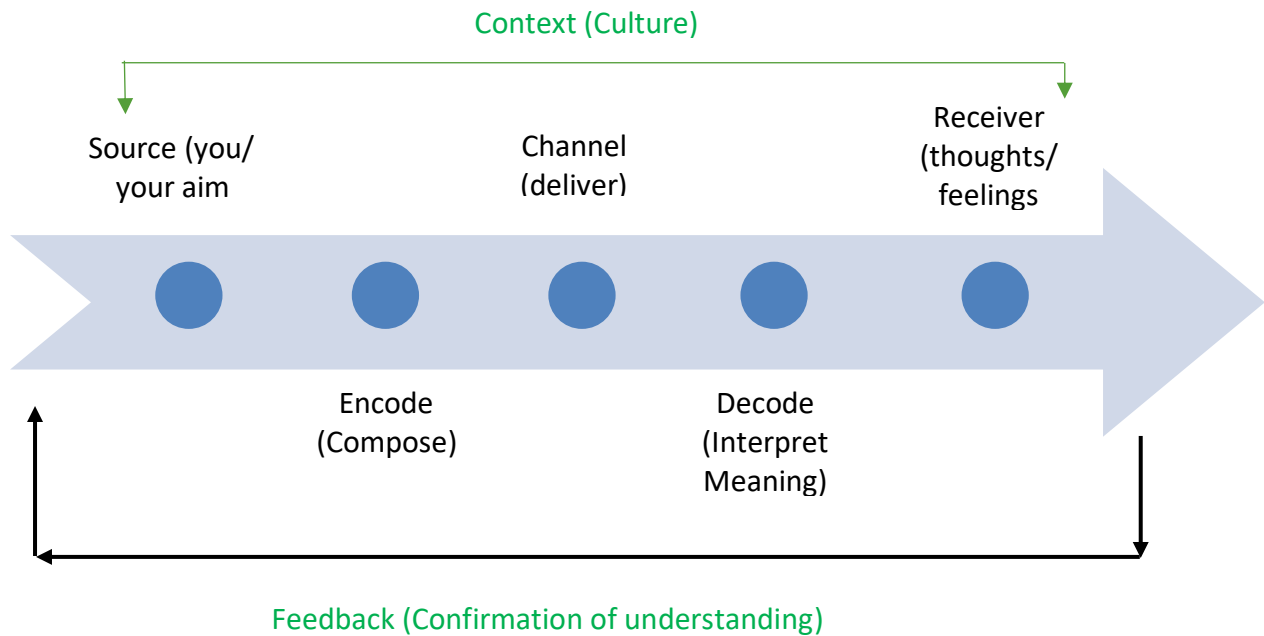 Context (Culture)
Source (you/
your aim
Channel
(deliver)
Receiver
(thoughts/
feelings
Encode
(Compose)
Decode
(Interpret
Meaning)
Feedback (Confirmation of understanding)